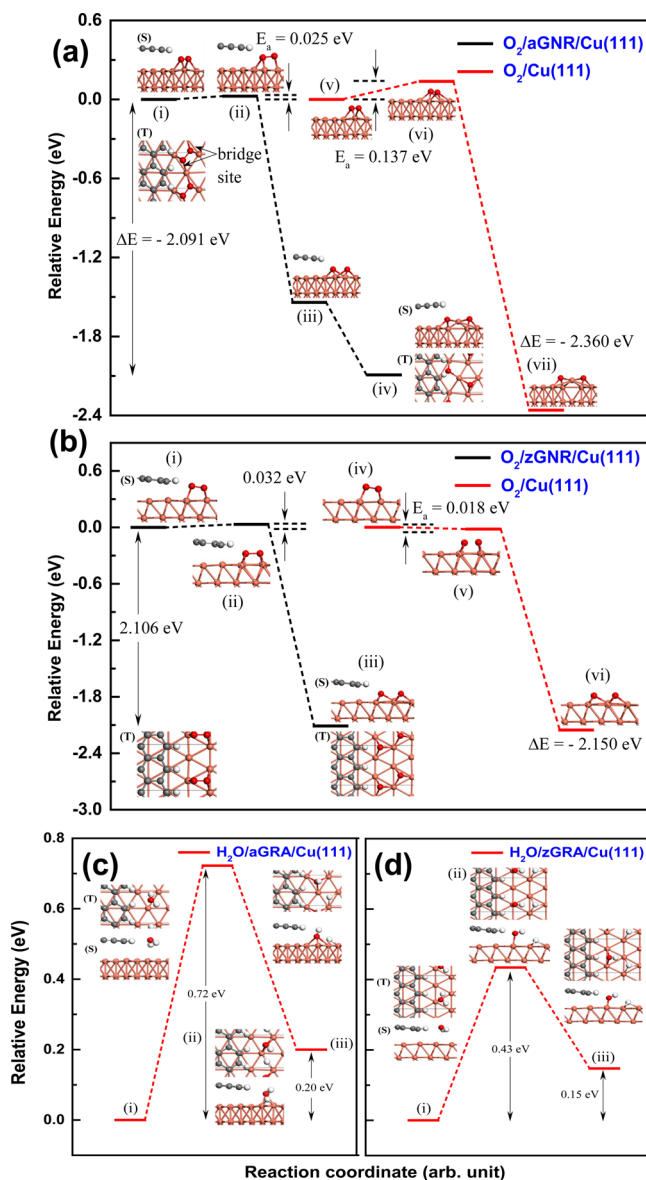 (a)
(S)
E_a = 0.025 eV
O₂/aGNR/Cu(111)
O₂/Cu(111)
0.0
(i)
(ii)
(v)
(vi)
(T)
bridge
site
E_a = 0.137 eV
-0.6
ΔE = - 2.091 eV
-1.2
(iii)
(S)
-1.8
(T)
ΔE = - 2.360 eV
(iv)
(vii)
-2.4
Relative Energy (eV)
(b)
0.6
(i)
(S)
0.032 eV
(iv)
O₂/zGNR/Cu(111)
O₂/Cu(111)
E_a = 0.018 eV
0.0
(ii)
(v)
-0.6
-1.2
2.106 eV
-1.8
(iii)
(S)
(vi)
-2.4
(T)
(T)
ΔE = - 2.150 eV
-3.0
Relative Energy (eV)
(c)
H₂O/aGRA/Cu(111)
0.8
(T)
0.6
(S)
0.4
0.72 eV
(ii)
(iii)
0.2
0.20 eV
(i)
0.0
Relative Energy (eV)
(d)
H₂O/zGRA/Cu(111)
(ii)
(T)
(S)
0.43 eV
(iii)
0.15 eV
(i)
Reaction coordinate (arb. unit)